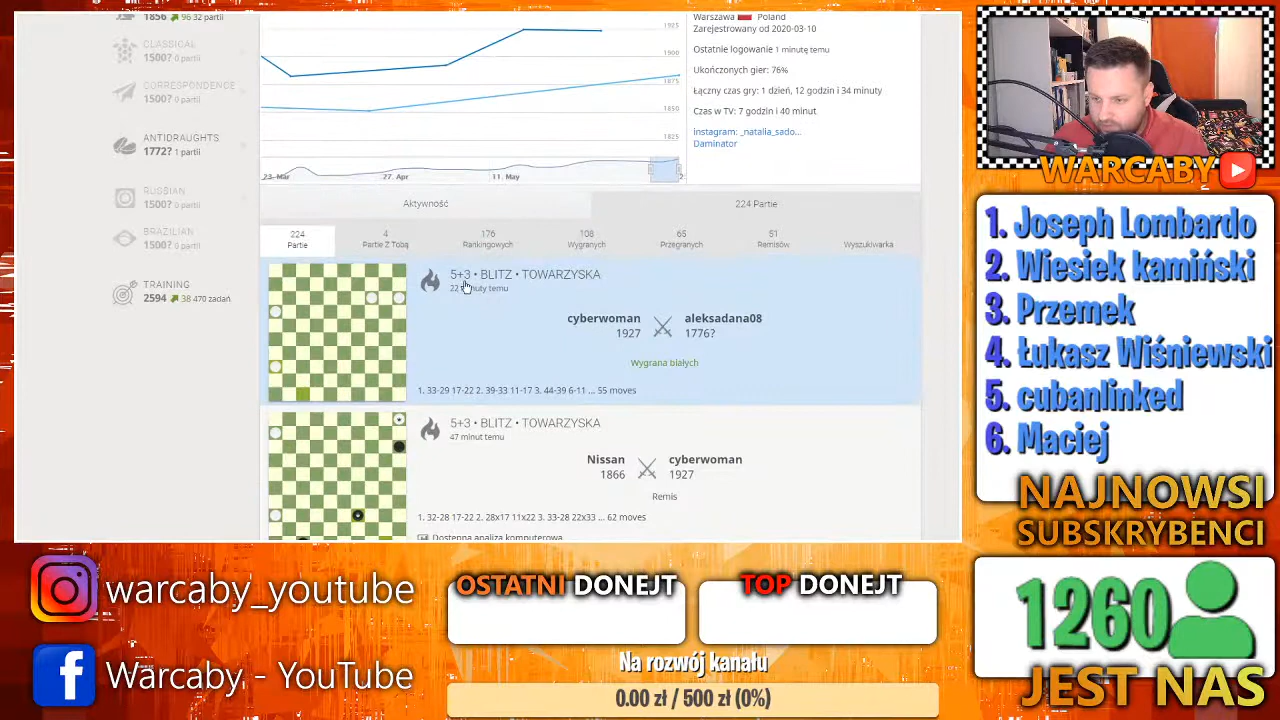 1856 96 32 partii
CLASSICAL
1500? 0 partii
CORRESPONDENCE
1500? 0 partii
ANTIDRAUGHTS
1772? 1 partii
RUSSIAN
1500? 0 partii
BRAZILIAN
1500? 0 partii
TRAINING
2594 38 470 zadań
1925
1900
1875
1850
1825
23. Mar
27. Apr
11. May
Warszawa Poland
Zarejestrowany od 2020-03-10
Ostatnie logowanie 1 minutę temu
Ukończonych gier: 76%
Łączny czas gry: 1 dzień, 12 godzin i 34 minuty
Czas w TV: 7 godzin i 40 minut
instagram: _natalia_sado...
Daminator
Aktywność
224 Partie
224
Partie
4
Partie Z Tobą
176
Rankingowych
108
Wygranych
65
Przegranych
51
Remisów
Wyszukiwarka
5+3 • BLITZ • TOWARZYSKA
22 temu
cyberwoman
1927
aleksadana08
1776?
Wygrana białych
1. 33-29 17-22 2. 39-33 11-17 3. 44-39 6-11 ... 55 moves
5+3 • BLITZ • TOWARZYSKA
47 minut temu
Nissan
1866
cyberwoman
1927
Remis
1. 32-28 17-22 2. 28x17 11x22 3. 33-28 22x33 ... 62 moves
Dostępna analiza komputerowa
WARCABY
1. Joseph Lombardo
2. Wiesiek kamiński
3. Przemek
4. Łukasz Wiśniewski
5. cubanlinked
6. Maciej
NAJNOWSI
SUBSKRYBENCI
1260
JEST NAS
warcaby_youtube
Warcaby - YouTube
OSTATNI DONEJT
TOP DONEJT
Na rozwój kanału
0.00 zł / 500 zł (0%)